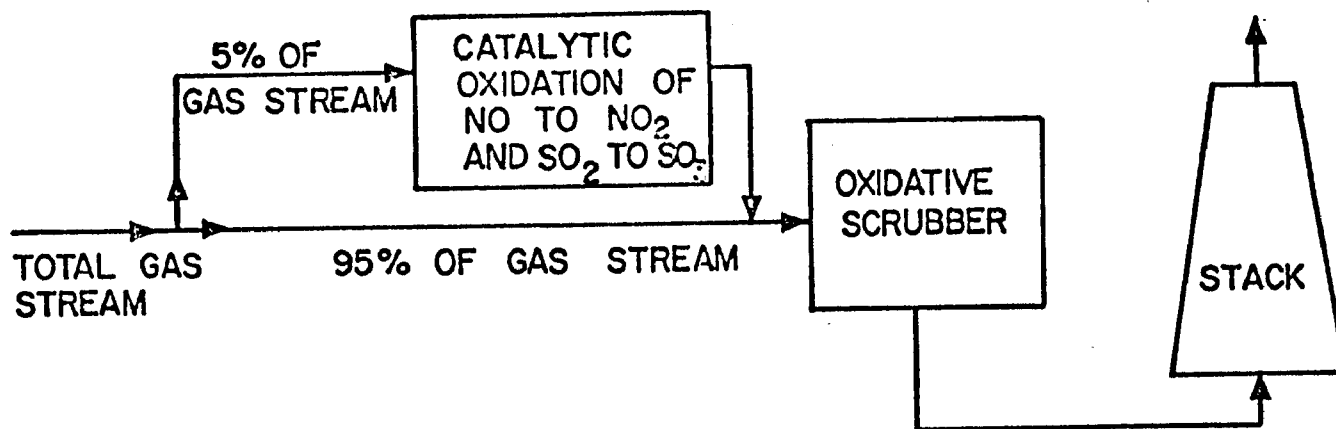 5% OF
GAS STREAM
CATALYTIC
OXIDATION OF
NO TO NO₂
AND SO₂ TO
OXIDATIVE
SCRUBBER
STACK
TOTAL GAS
STREAM
95% OF GAS STREAM